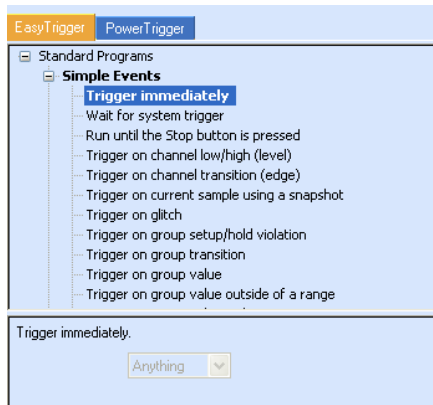 EasyTrigger PowerTrigger
Standard Programs
Simple Events
Trigger immediately
Wait for system trigger
Run until the Stop button is pressed
Trigger on channel low/high (level)
Trigger on channel transition (edge)
Trigger on current sample using a snapshot
Trigger on glitch
Trigger on group setup/hold violation
Trigger on group transition
Trigger on group value
Trigger on group value outside of a range
Trigger immediately.
Anything